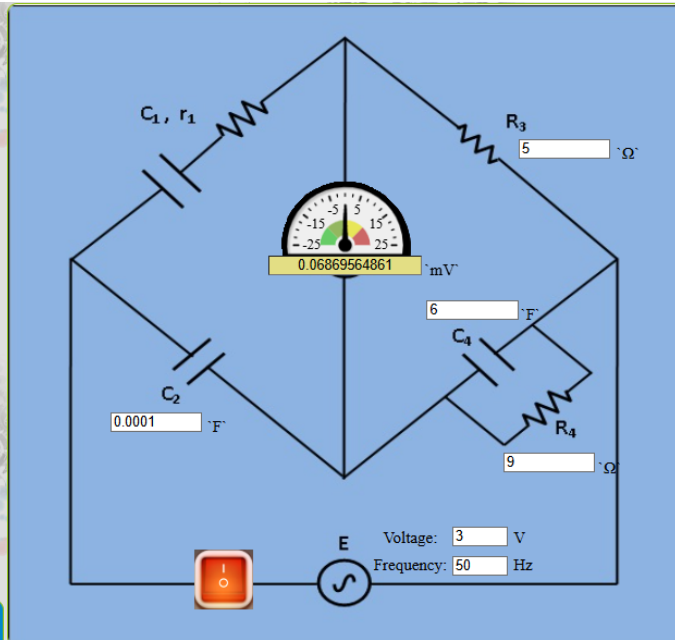 C₁, r₁
R₃
5 `Ω`
-25 -15 -5 5 15 25
0.06869564861 `mV`
6 `F`
C₄
C₂
0.0001 `F`
R₄
9 `Ω`
E
Voltage: 3 V
Frequency: 50 Hz